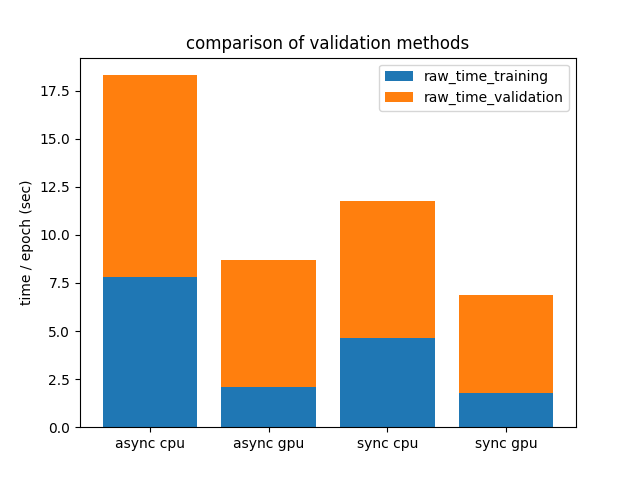 comparison of validation methods
raw_time_training
raw_time_validation
time / epoch (sec)
17.5
15.0
12.5
10.0
7.5
5.0
2.5
0.0
async cpu
async gpu
sync cpu
sync gpu